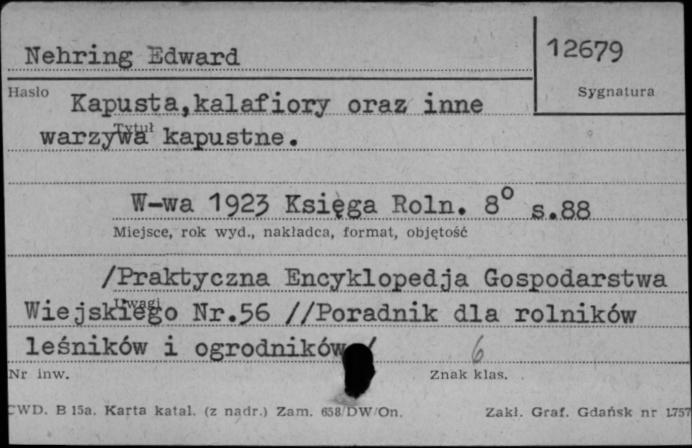 Nehring Edward
12679
Hasło
Sygnatura
Kapusta,kalafiory oraz inne
Tytuł
warzywa kapustne.
W-wa 1923 Księga Roln. 8° s.88
Miejsce, rok wyd., nakładca, format, objętość
/Praktyczna Encyklopedja Gospodarstwa
Uwagi
Wiejskiego Nr.56 //Poradnik dla rolników
leśników i ogrodników/
6
Nr inw.
Znak klas.
CWD. B 15a. Karta katal. (z nadr.) Zam. 658/DW/On.
Zakł. Graf. Gdańsk nr 1757